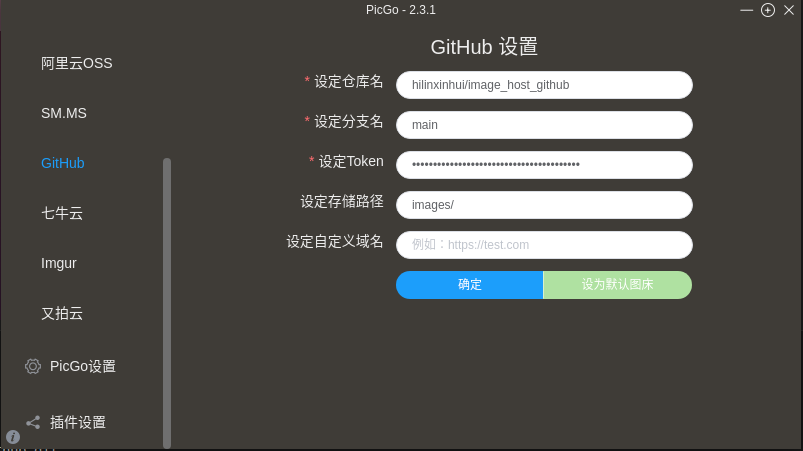 PicGo - 2.3.1
阿里云OSS
SM.MS
GitHub
七牛云
Imgur
又拍云
PicGo设置
插件设置
GitHub 设置
* 设定仓库名
hilinxinhui/image_host_github
* 设定分支名
main
* 设定Token
••••••••••••••••••••••••••••••••••••••••
设定存储路径
images/
设定自定义域名
例如：https://test.com
确定
设为默认图床